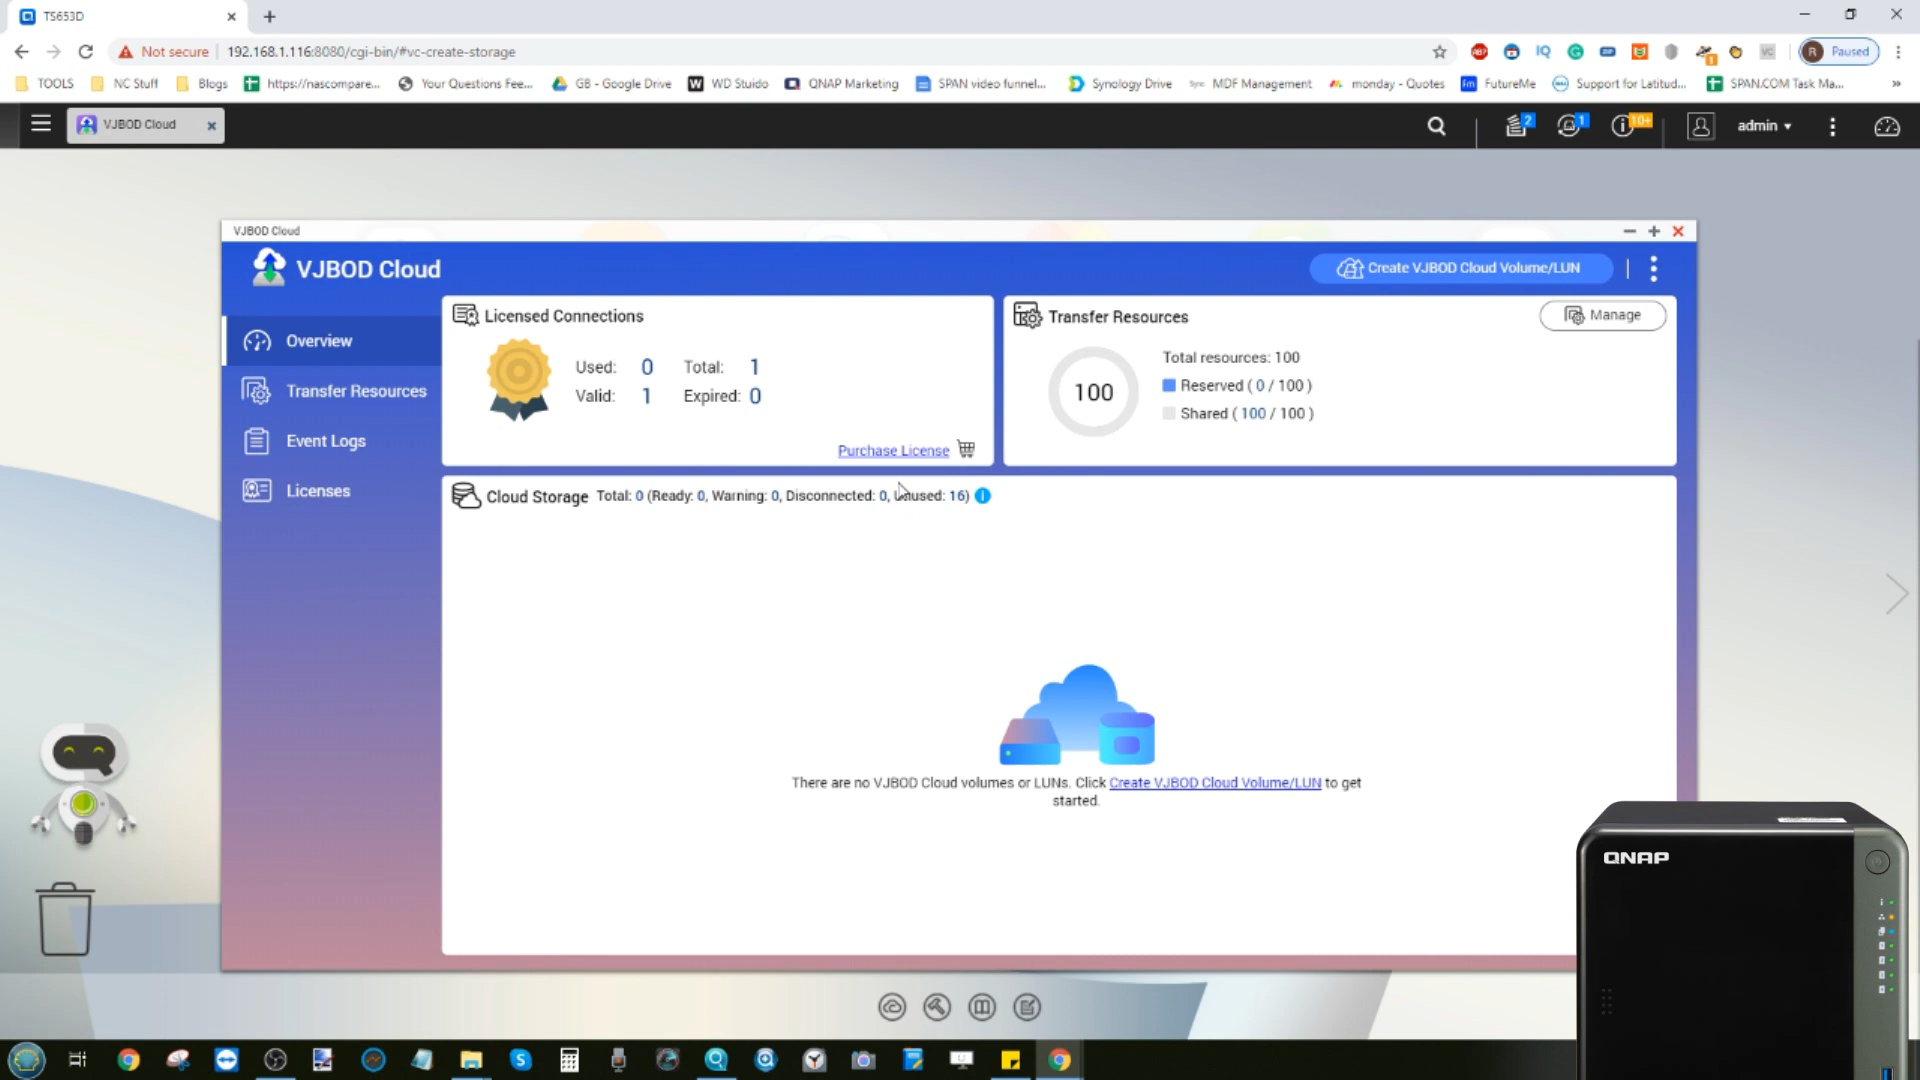 TS653D
Not secure 192.168.1.116:8080/cgi-bin/#vc-create-storage
R Paused
TOOLS NC Stuff Blogs https://nascompare... Your Questions Fee... GB - Google Drive WD Stuido QNAP Marketing SPAN video funnel... Synology Drive MDF Management monday - Quotes FutureMe Support for Latitud... SPAN.COM Task Ma...
VJBOD Cloud 2 1 10+ admin
VJBOD Cloud
VJBOD Cloud Create VJBOD Cloud Volume/LUN
Overview
Transfer Resources
Event Logs
Licenses
Licensed Connections
Used: 0 Total: 1
Valid: 1 Expired: 0
Purchase License
Transfer Resources Manage
100
Total resources: 100
Reserved ( 0 / 100 )
Shared ( 100 / 100 )
Cloud Storage Total: 0 (Ready: 0, Warning: 0, Disconnected: 0, Unused: 16)
There are no VJBOD Cloud volumes or LUNs. Click Create VJBOD Cloud Volume/LUN to get
started.
QNAP